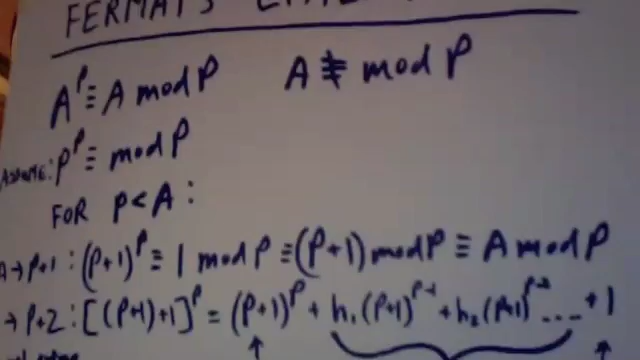 FERMAT'S
A^p ≡ A mod P    A ≢ mod P
ASSUME: P^p ≡ mod P
FOR P < A :
A→P+1 : (P+1)^p ≡ 1 mod P ≡ (P+1) mod P ≡ A mod P
→P+2 : [(P+1)+1]^p = (P+1)^p + h₁(P+1)^{p-1} + h₂(P+1)^{p-2} .... + 1